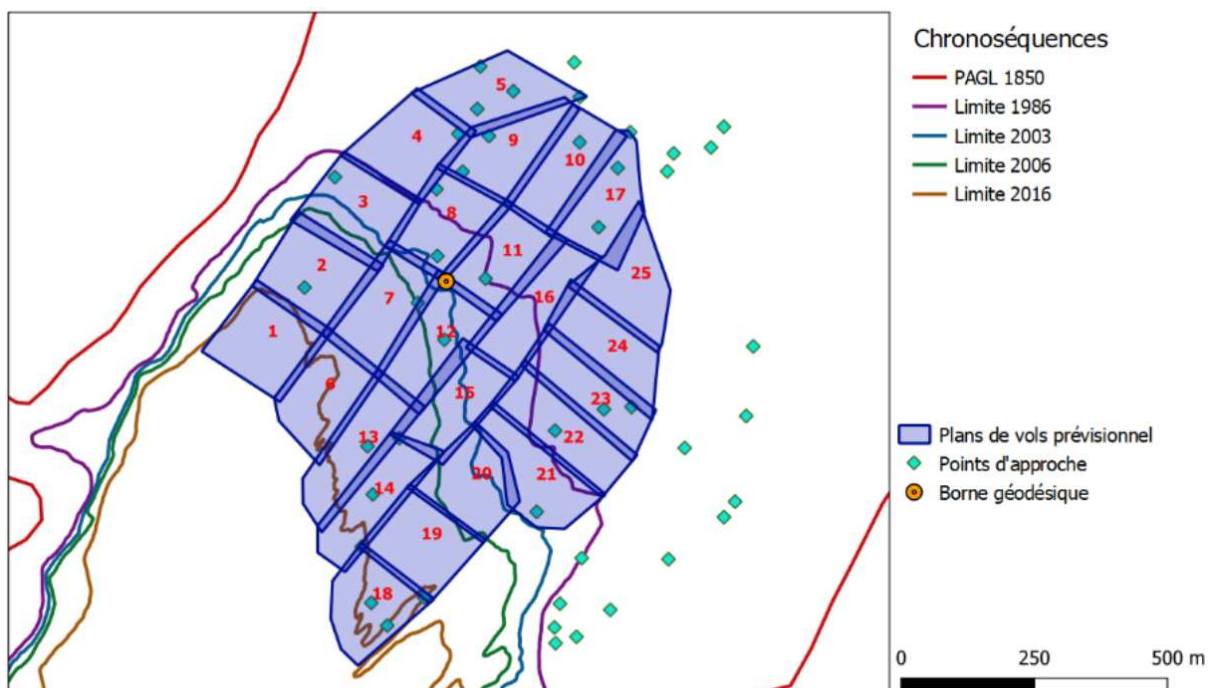 Chronoséquences
PAGL 1850
Limite 1986
Limite 2003
Limite 2006
Limite 2016
5
4
9
10
3
17
8
2
11
25
7
16
1
12
24
6
15
23
13
22
20
21
14
19
18
Plans de vols prévisionnel
Points d'approche
Borne géodésique
0
250
500 m